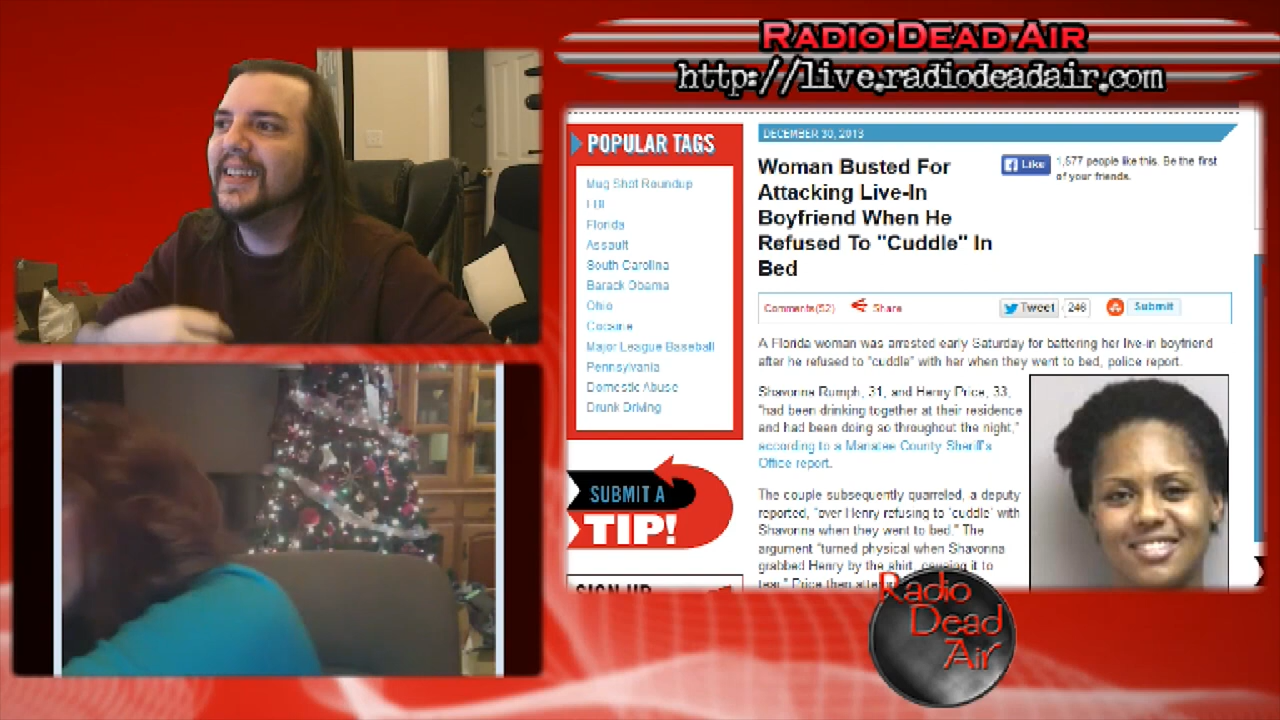 Radio Dead Air
http://live.radiodeadair.com
POPULAR TAGS
Mug Shot Roundup
FBI
Florida
Assault
South Carolina
Barack Obama
Ohio
Cocaine
Major League Baseball
Pennsylvania
Domestic Abuse
Drunk Driving
SUBMIT A
TIP!
SIGN UP
DECEMBER 30, 2013
Woman Busted For
Attacking Live-In
Boyfriend When He
Refused To "Cuddle" In
Bed
Like
1,577 people like this. Be the first
of your friends.
Comments(52)
Share
Tweet
246
Submit
A Florida woman was arrested early Saturday for battering her live-in boyfriend
after he refused to "cuddle" with her when they went to bed, police report.
Shavonna Rumph, 31, and Henry Price, 33,
"had been drinking together at their residence
and had been doing so throughout the night,"
according to a Manatee County Sheriff's
Office report.
The couple subsequently quarreled, a deputy
reported, "over Henry refusing to 'cuddle' with
Shavonna when they went to bed." The
argument "turned physical when Shavonna
grabbed Henry by the shirt, causing it to
tear." Price then
Radio
Dead
Air